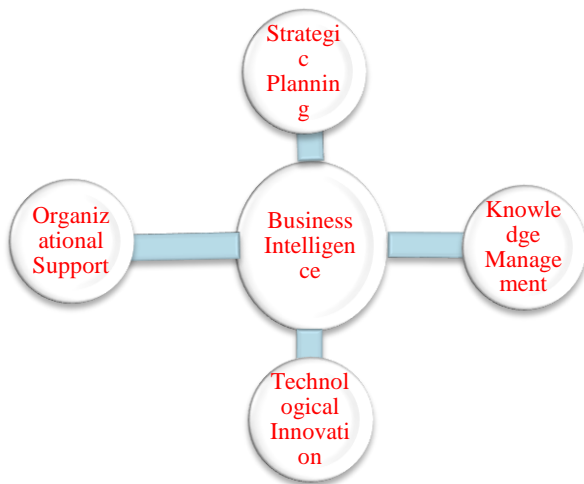 Strategi
c
Plannin
g
Organiz
ational
Support
Business
Intelligen
ce
Knowle
dge
Manage
ment
Technol
ogical
Innovati
on